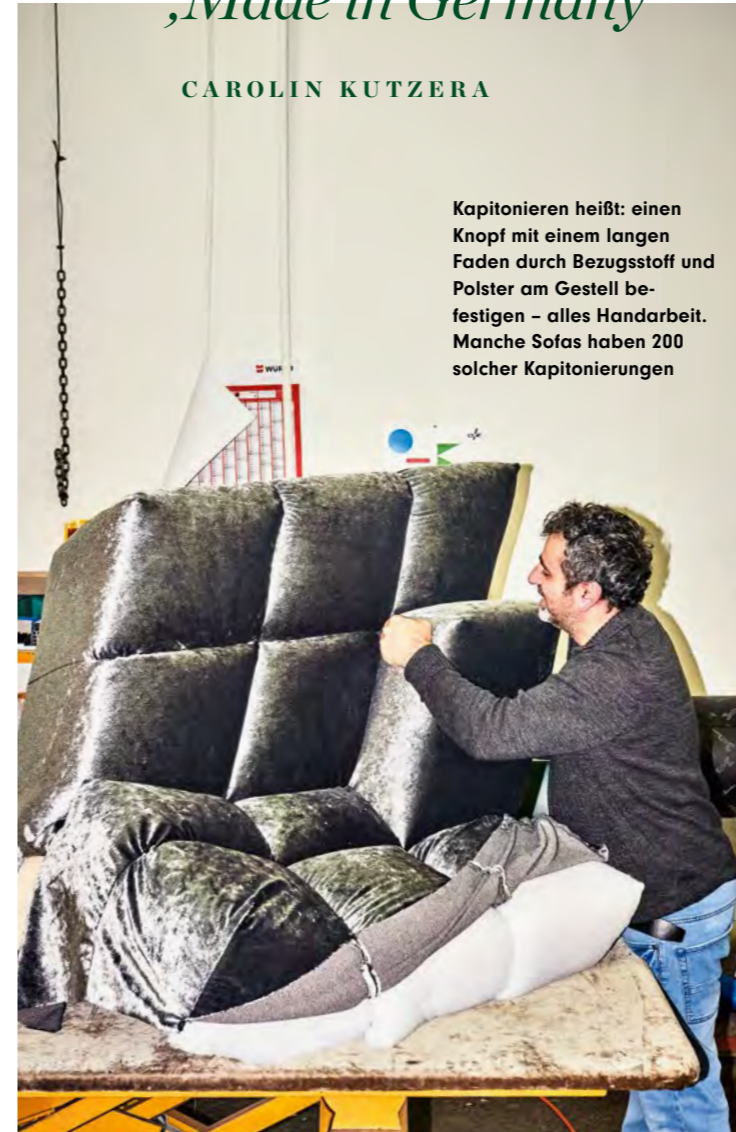 ‚Made in Germany
CAROLIN KUTZERA
Kapitonieren heißt: einen
Knopf mit einem langen
Faden durch Bezugsstoff und
Polster am Gestell be-
festigen – alles Handarbeit.
Manche Sofas haben 200
solcher Kapitonierungen